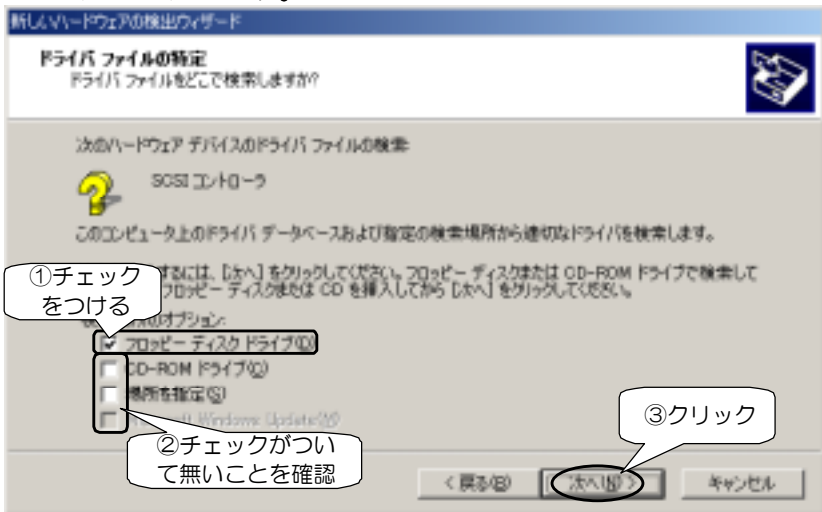 新しいハードウェアの検出ウィザード
ドライバ ファイルの特定
ドライバ ファイルをどこで検索しますか?
次のハードウェア デバイスのドライバ ファイルの検索:
SCSI コントローラ
このコンピュータ上のドライバ データベースおよび指定の検索場所から適切なドライバを検索します。
するには、[次へ] をクリックしてください。フロッピー ディスクまたは CD-ROM ドライブで検索して
フロッピー ディスクまたは CD を挿入してから [次へ] をクリックしてください。
①チェック
をつける
のオプション:
フロッピー ディスク ドライブ(D)
CD-ROM ドライブ(C)
場所を指定(S)
Microsoft Windows Update(M)
②チェックがつい
て無いことを確認
③クリック
< 戻る(B)
次へ(N) >
キャンセル